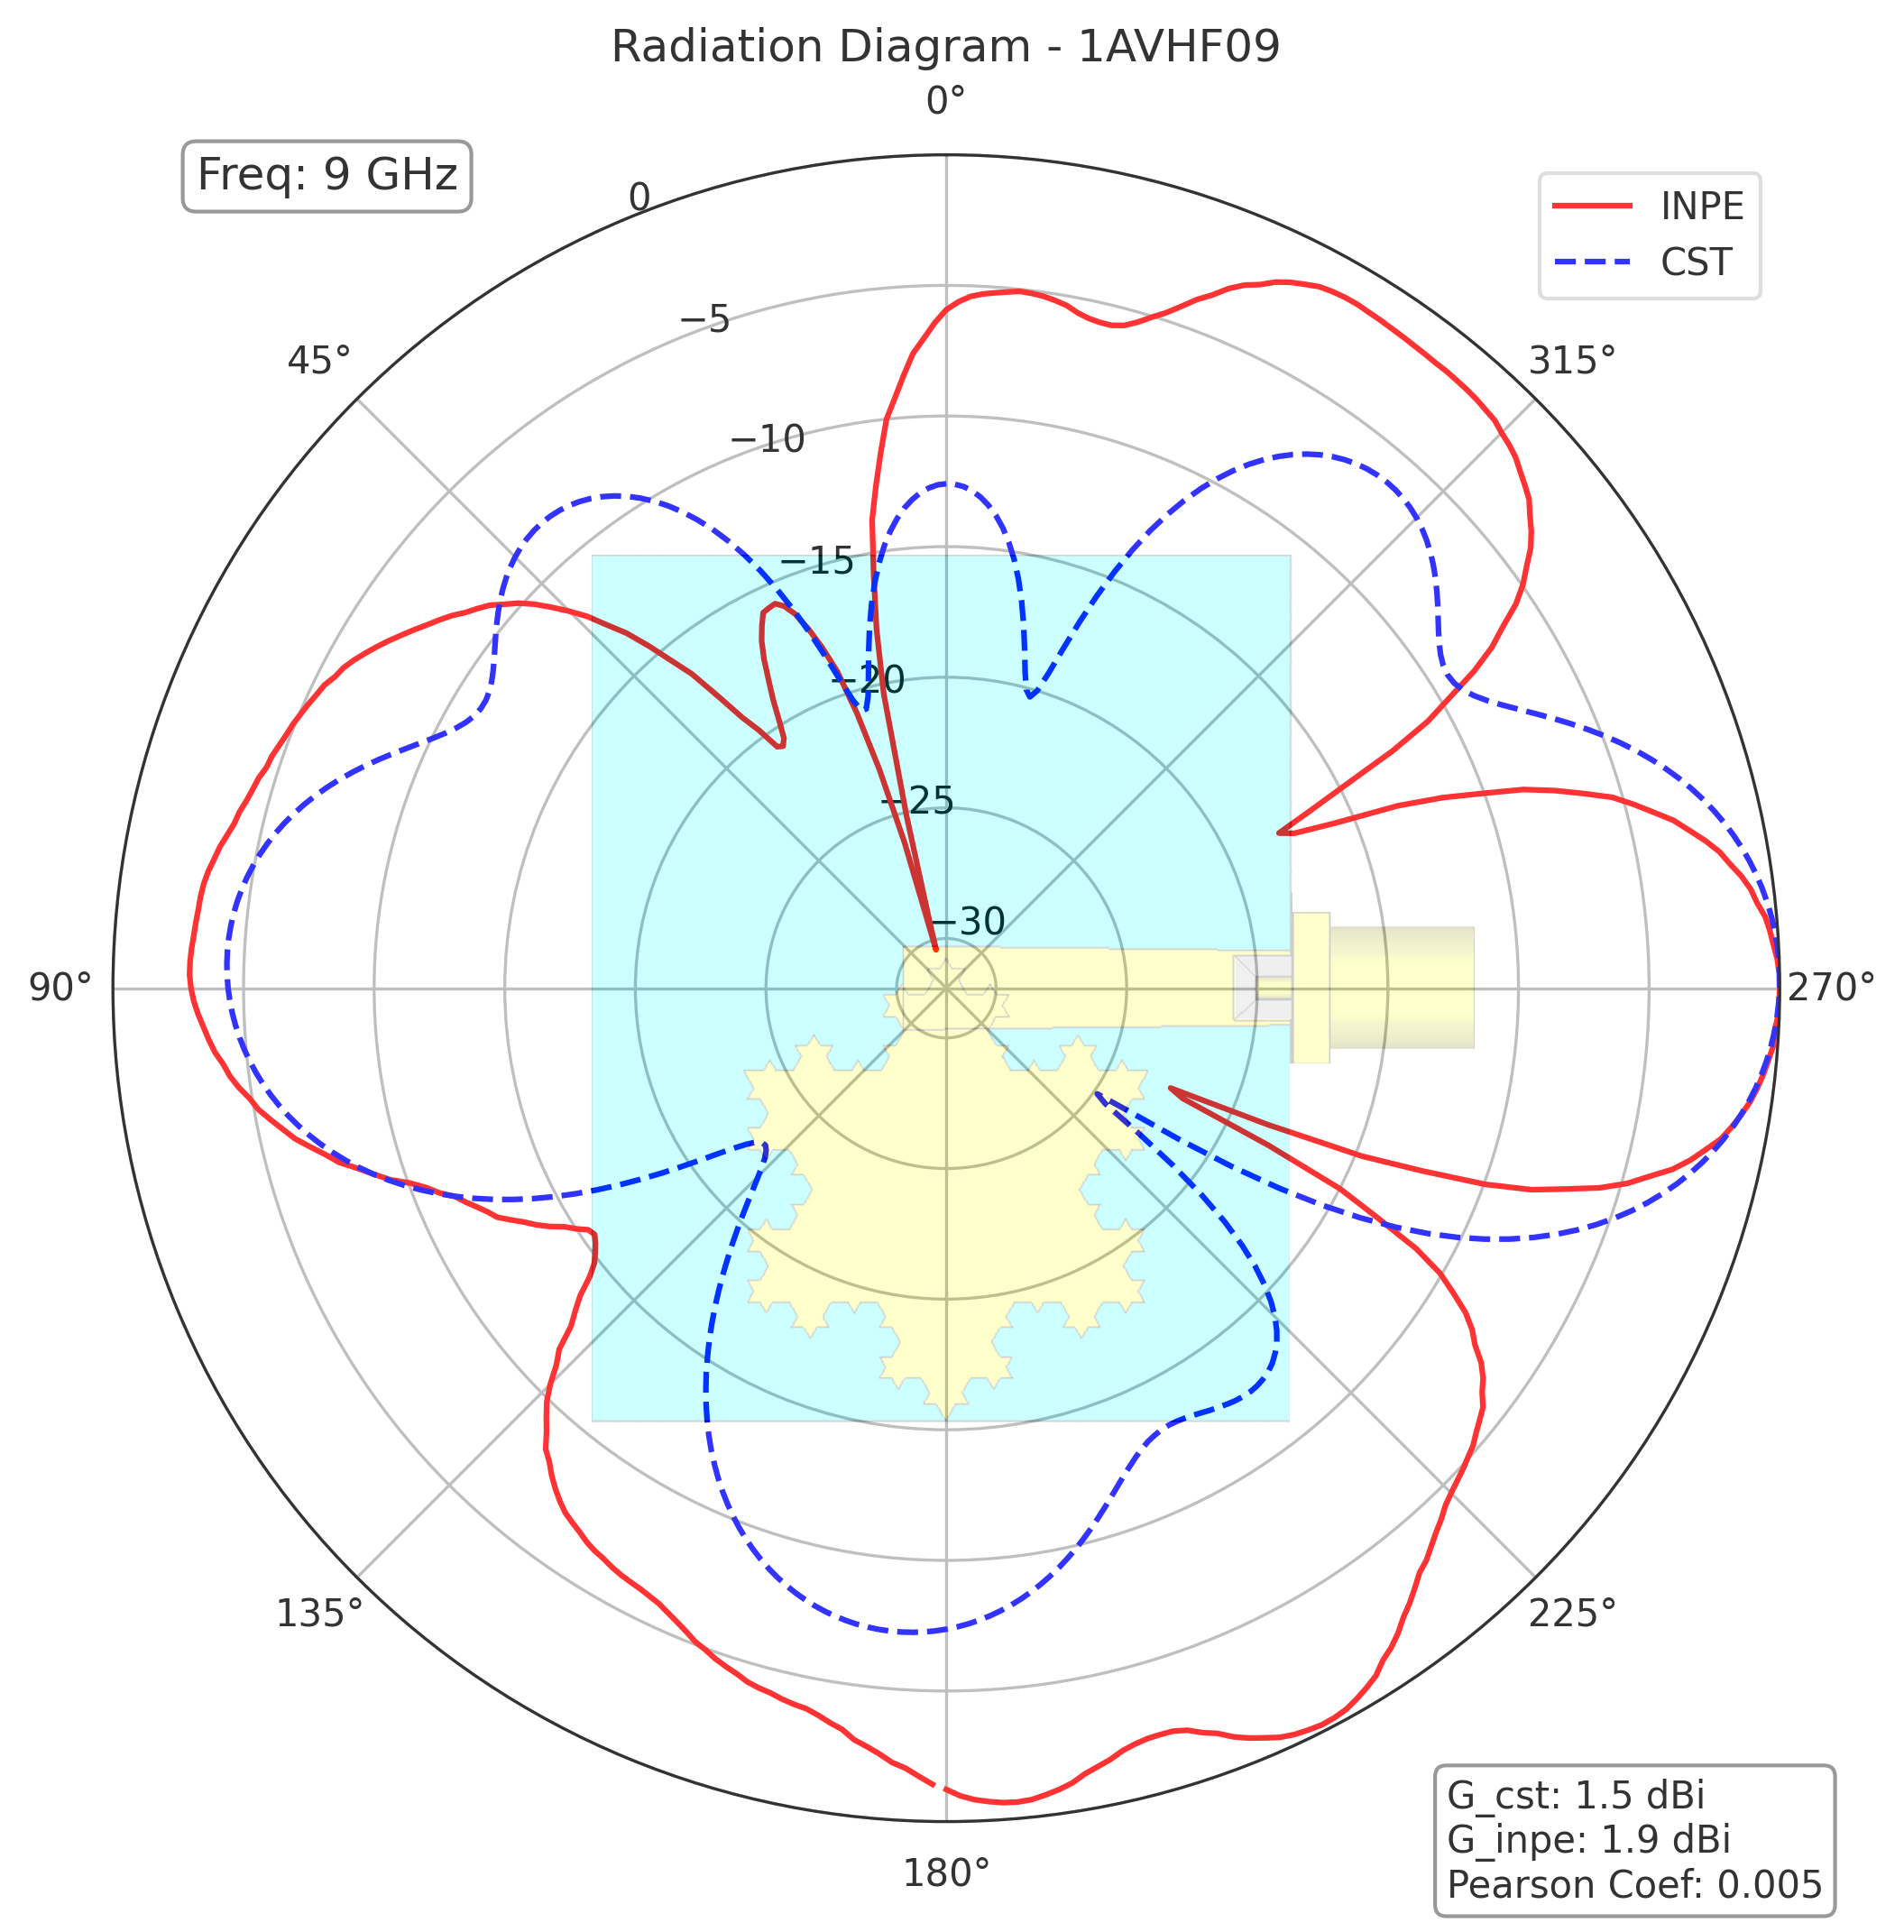 Radiation Diagram - 1AVHF09
0°
Freq: 9 GHz
0
INPE
CST
−5
45°
315°
−10
−15
−20
−25
−30
90°
270°
135°
225°
180°
G_cst: 1.5 dBi
G_inpe: 1.9 dBi
Pearson Coef: 0.005